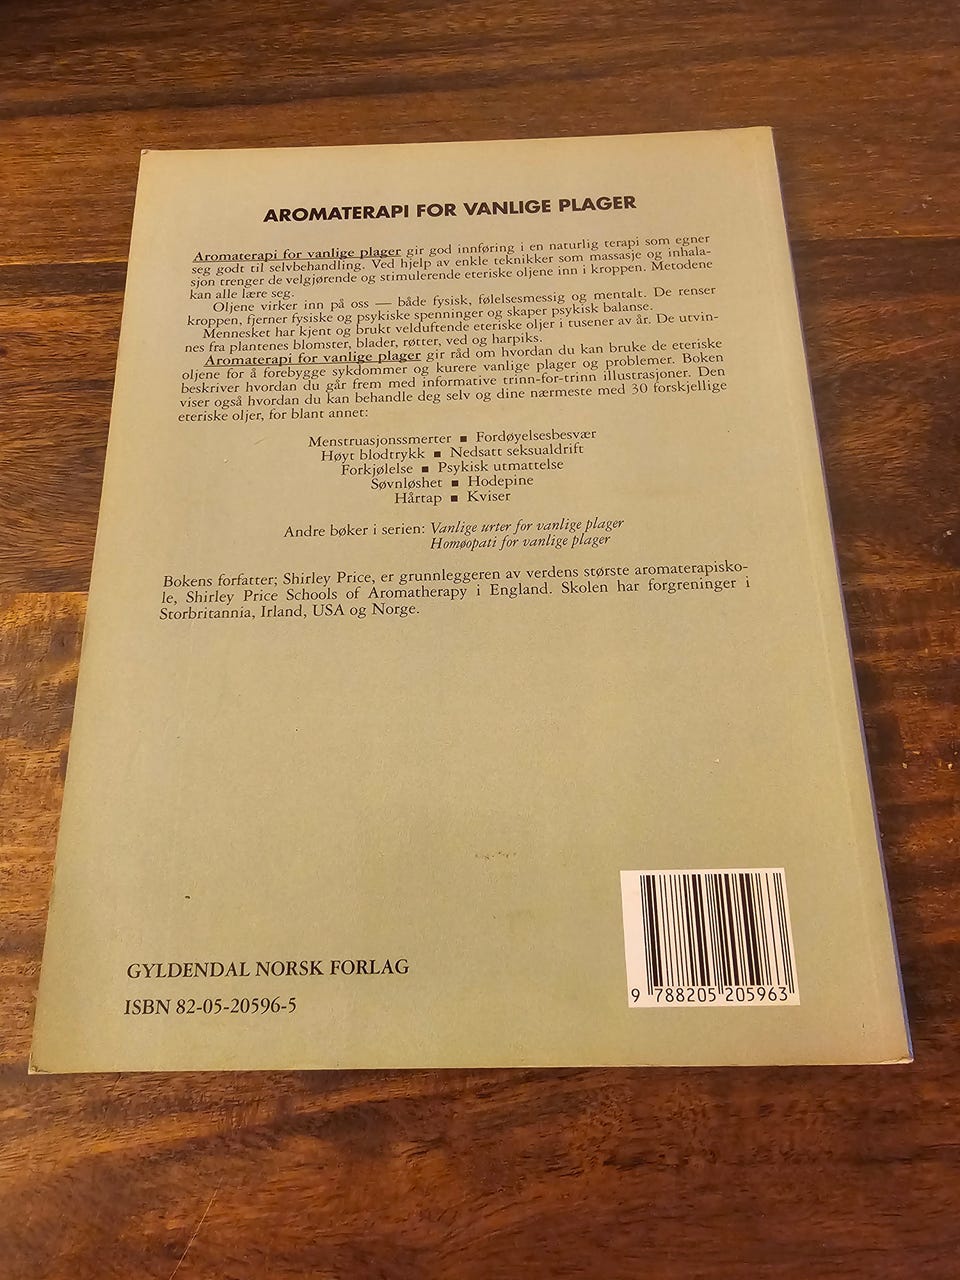 AROMATERAPI FOR VANLIGE PLAGER
Aromaterapi for vanlige plager gir god innføring i en naturlig terapi som egner
seg godt til selvbehandling. Ved hjelp av enkle teknikker som massasje og inhala-
sjon trenger de velgjørende og stimulerende eteriske oljene inn i kroppen. Metodene
kan alle lære seg.
Oljene virker inn på oss — både fysisk, følelsesmessig og mentalt. De renser
kroppen, fjerner fysiske og psykiske spenninger og skaper psykisk balanse.
Mennesket har kjent og brukt velduftende eteriske oljer i tusener av år. De utvin-
nes fra plantenes blomster, blader, røtter, ved og harpiks.
Aromaterapi for vanlige plager gir råd om hvordan du kan bruke de eteriske
oljene for å forebygge sykdommer og kurere vanlige plager og problemer. Boken
beskriver hvordan du går frem med informative trinn-for-trinn illustrasjoner. Den
viser også hvordan du kan behandle deg selv og dine nærmeste med 30 forskjellige
eteriske oljer, for blant annet:
Menstruasjonssmerter ■ Fordøyelsesbesvær
Høyt blodtrykk ■ Nedsatt seksualdrift
Forkjølelse ■ Psykisk utmattelse
Søvnløshet ■ Hodepine
Hårtap ■ Kviser
Andre bøker i serien: Vanlige urter for vanlige plager
Homøopati for vanlige plager
Bokens forfatter; Shirley Price, er grunnleggeren av verdens største aromaterapisko-
le, Shirley Price Schools of Aromatherapy i England. Skolen har forgreninger i
Storbritannia, Irland, USA og Norge.
GYLDENDAL NORSK FORLAG
ISBN 82-05-20596-5
9 788205 205963